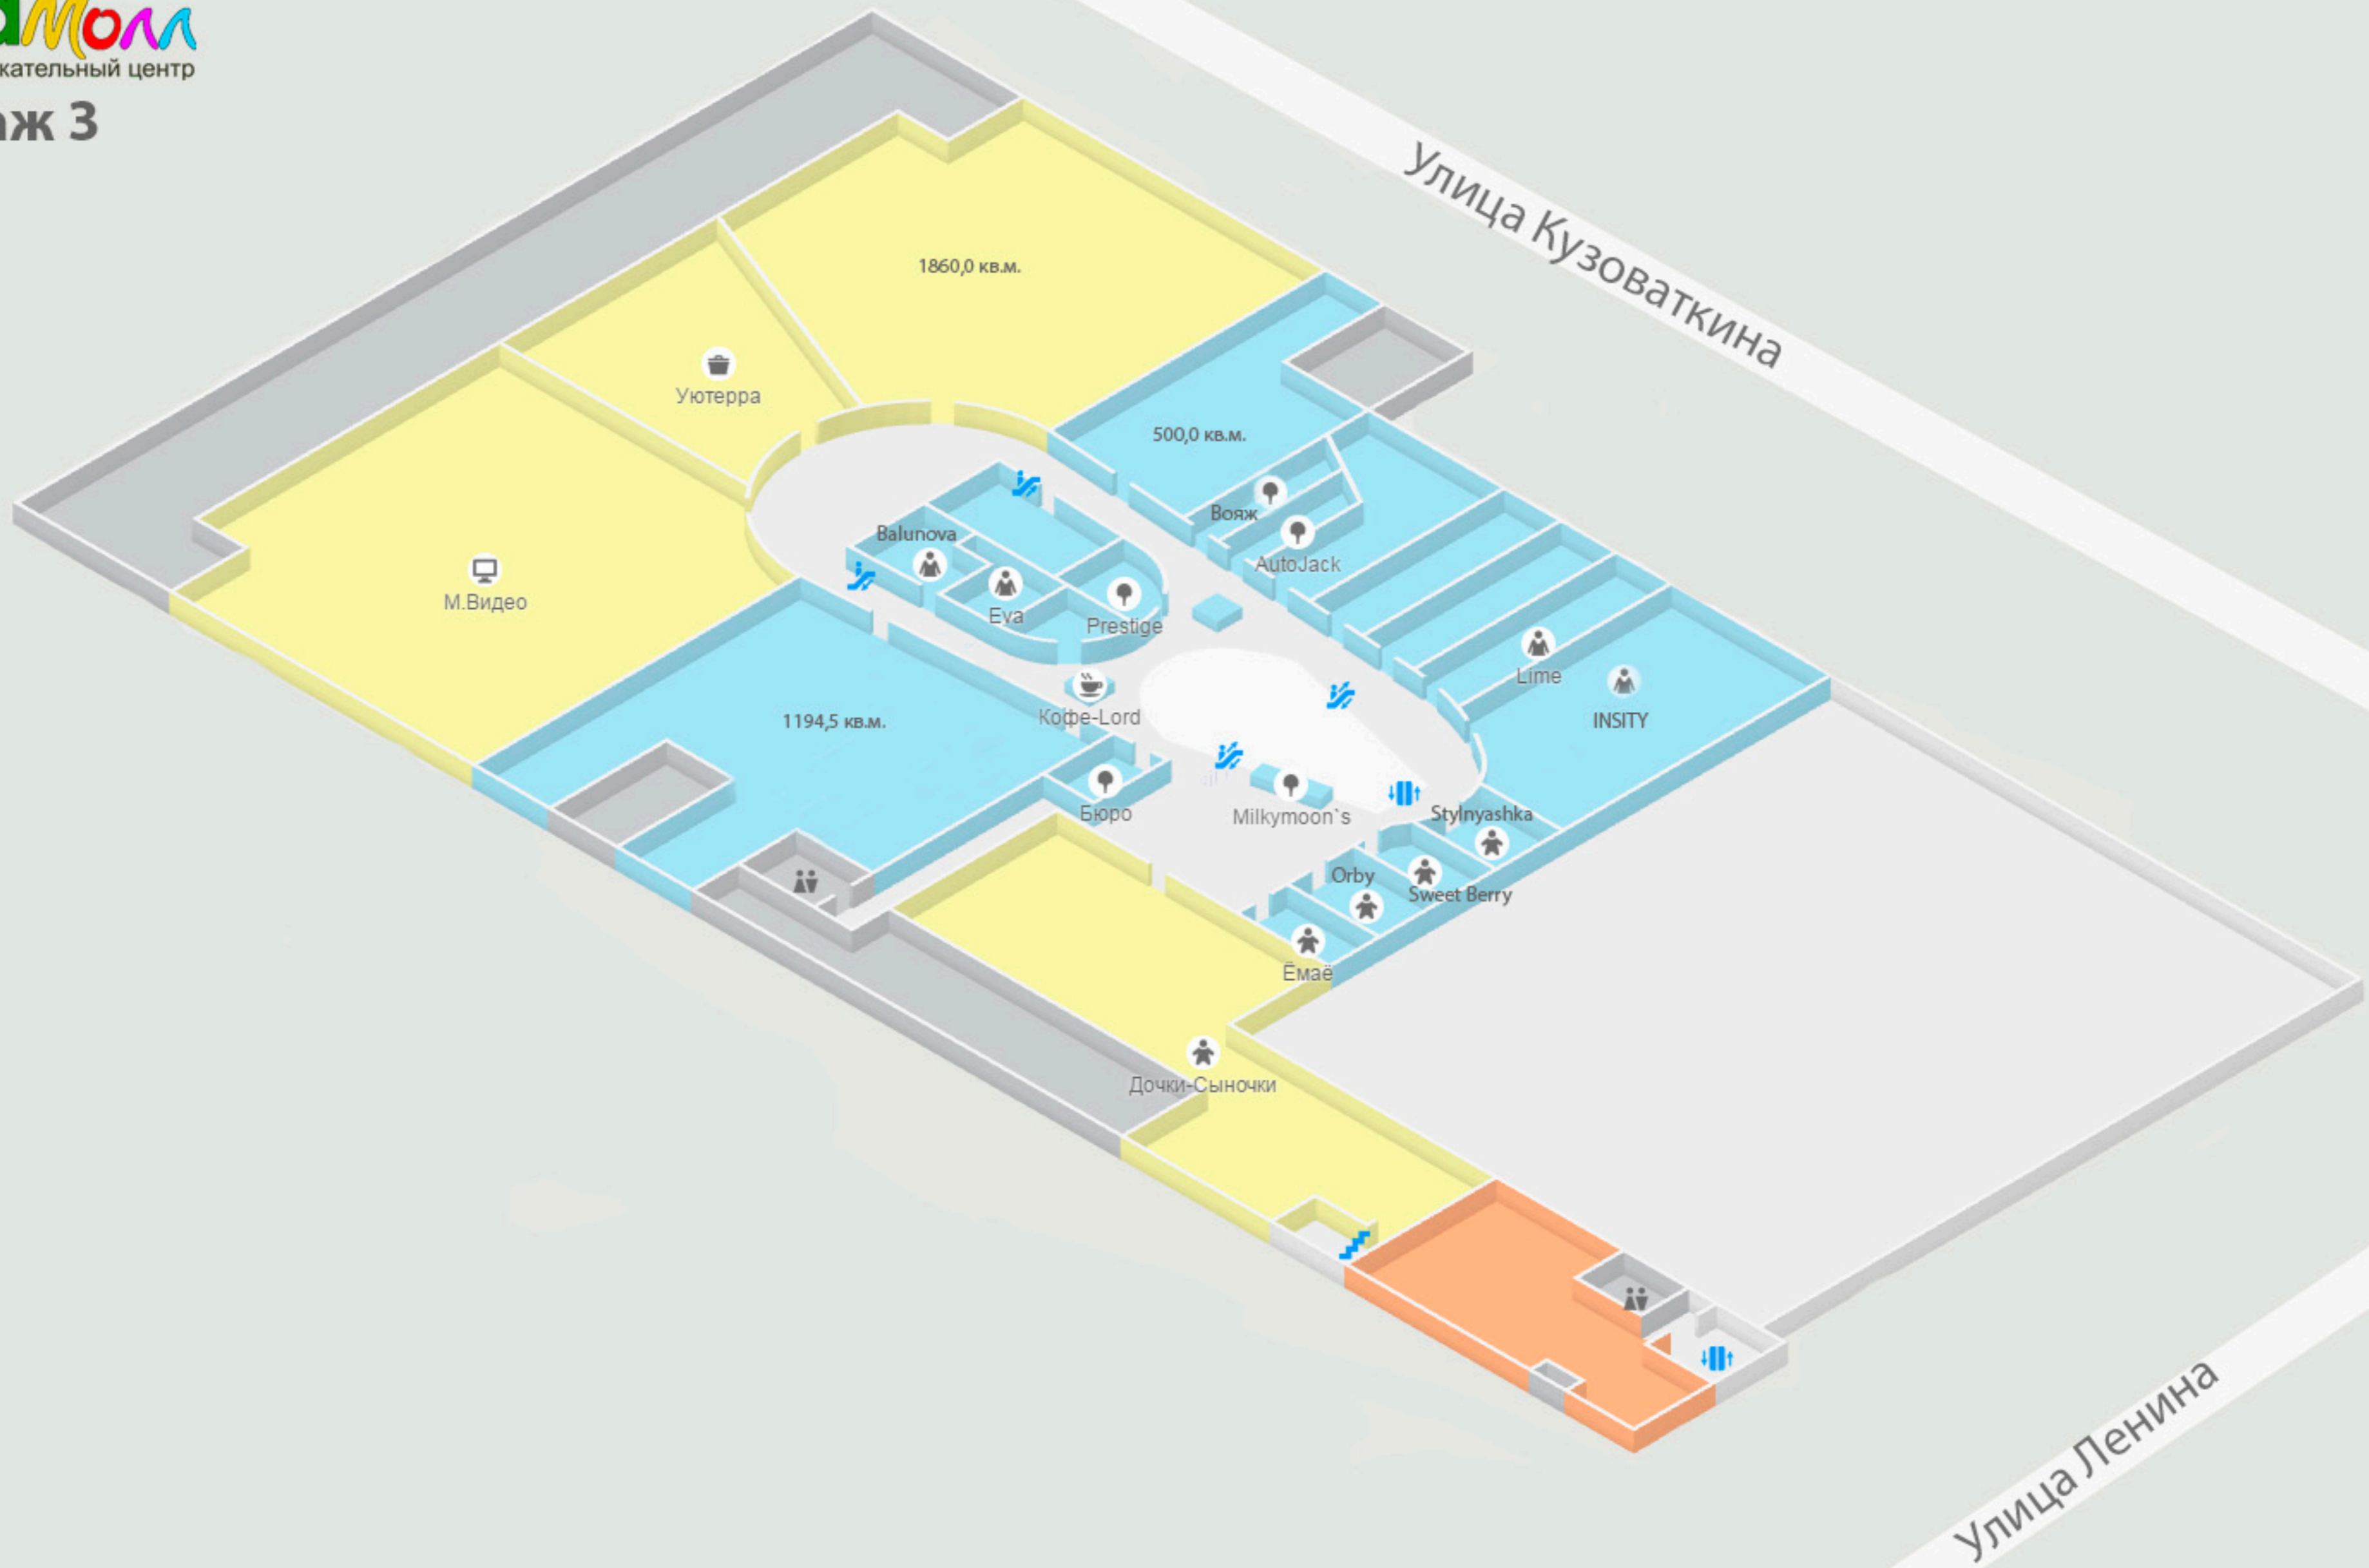 Молл
кательный центр
аж 3
Улица Кузоваткина
1860,0 кв.м.
Уютерра
500,0 кв.м.
Вояж
Balunova
AutoJack
М.Видео
Eva
Prestige
Lime
Кофе-Lord
INSITY
1194,5 кв.м.
Бюро
Milkymoon`s
Stylnyashka
Orby
Sweet Berry
Ёмаё
Дочки-Сыночки
Улица Ленина